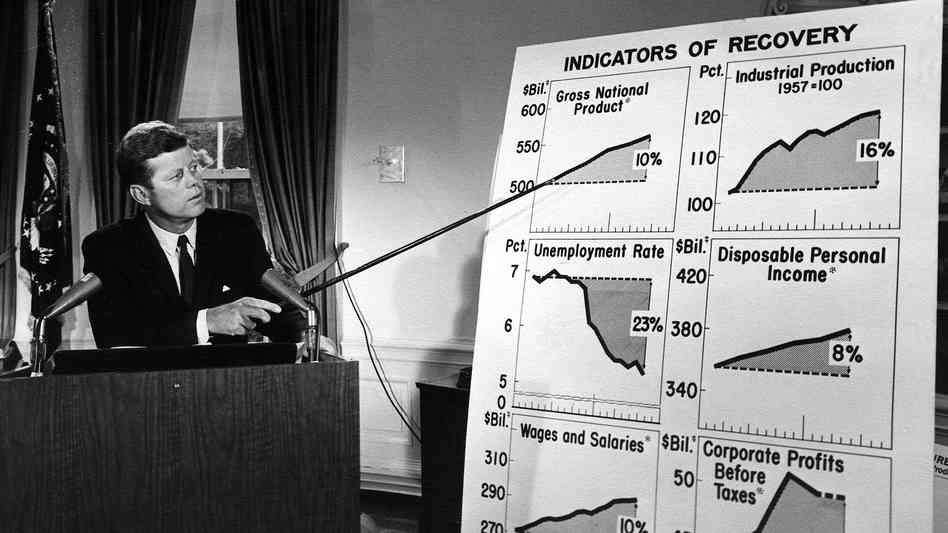 INDICATORS OF RECOVERY
$Bil.*
Gross National
Product*
600
550
500
10%
Pct.
Industrial Production
1957=100
120
110
100
16%
Pct.
Unemployment Rate
7
6
5
0
23%
$Bil.*
Disposable Personal
Income*
420
380
340
8%
$Bil.*
Wages and Salaries*
310
290
270
10%
$Bil.*
Corporate Profits
Before
Taxes*
50